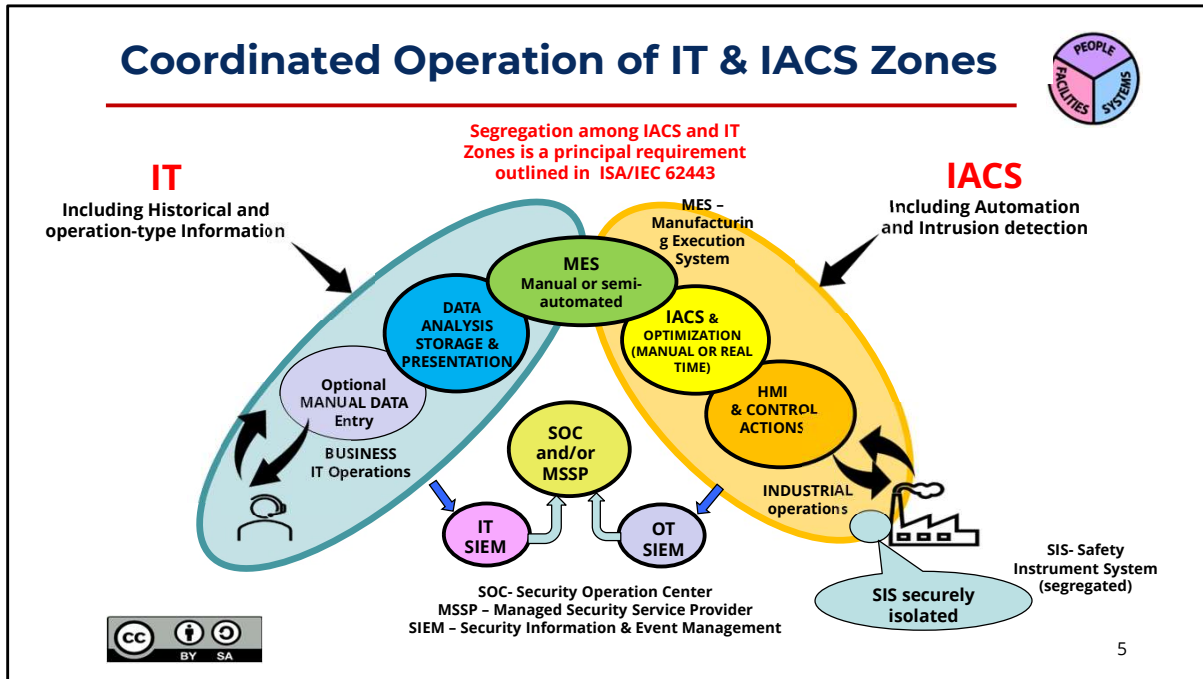 Coordinated Operation of IT & IACS Zones
PEOPLE
FACILITIES
SYSTEMS
Segregation among IACS and IT
Zones is a principal requirement
outlined in ISA/IEC 62443
IT
Including Historical and
operation-type Information
IACS
Including Automation
and Intrusion detection
MES –
Manufacturin
g Execution
System
MES
Manual or semi-
automated
DATA
ANALYSIS
STORAGE &
PRESENTATION
IACS &
OPTIMIZATION
(MANUAL OR REAL
TIME)
Optional
MANUAL DATA
Entry
HMI
& CONTROL
ACTIONS
BUSINESS
IT Operations
SOC
and/or
MSSP
INDUSTRIAL
operations
IT
SIEM
OT
SIEM
SIS- Safety
Instrument System
(segregated)
SIS securely
isolated
SOC- Security Operation Center
MSSP – Managed Security Service Provider
SIEM – Security Information & Event Management
cc
BY SA
5